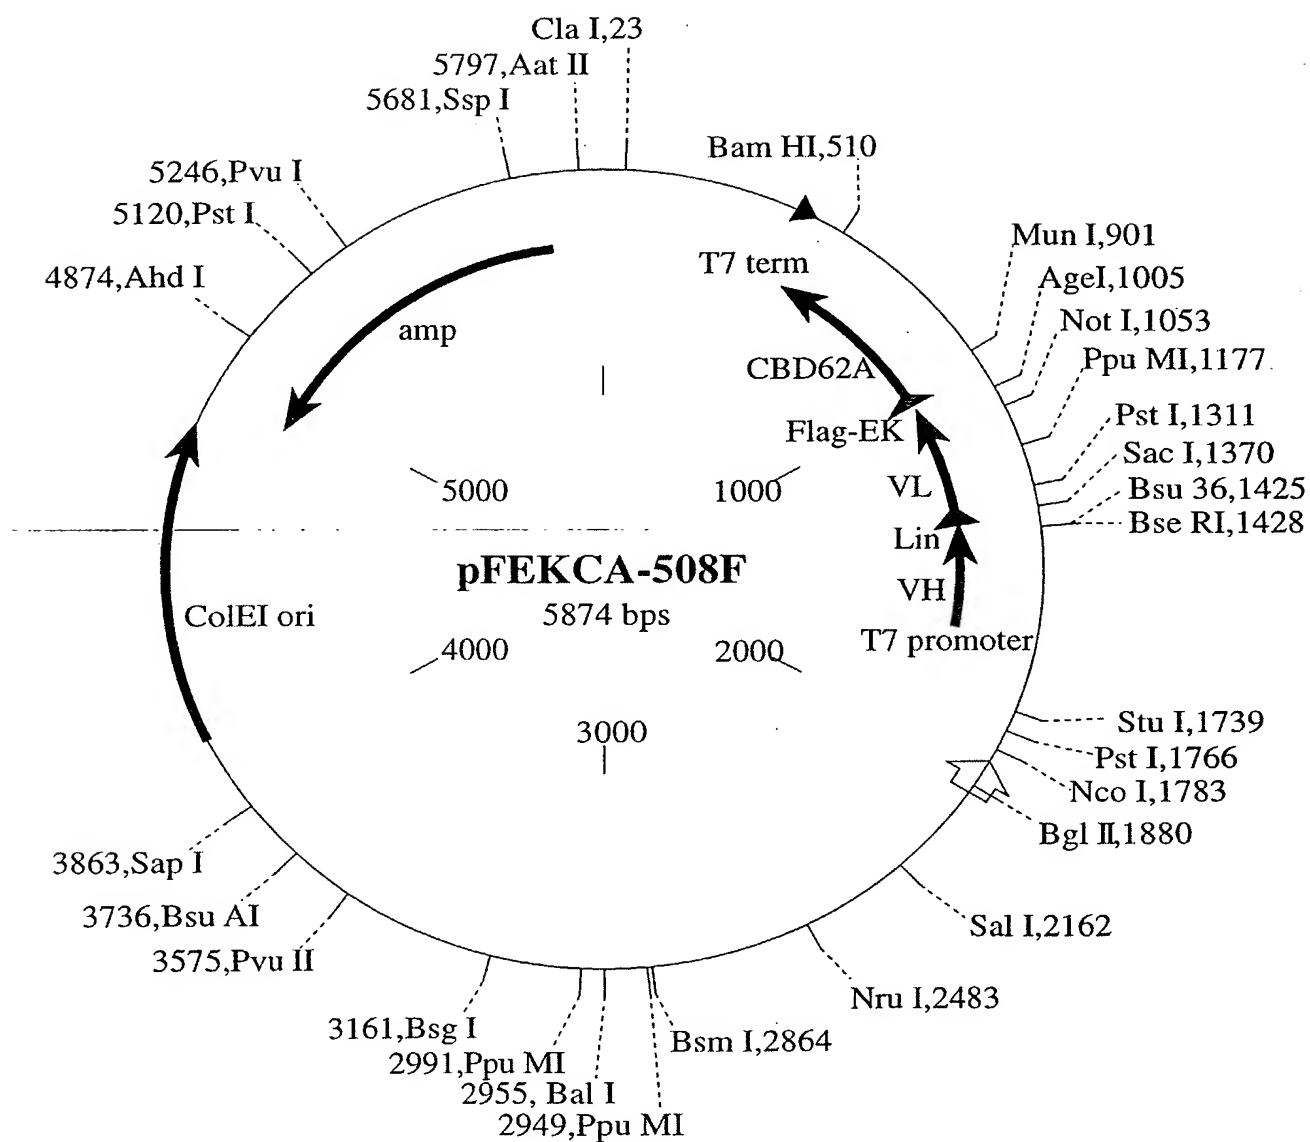 Cla I,23
5797,Aat II
5681,Ssp I
Bam HI,510
5246,Pvu I
5120,Pst I
4874,Ahd I
Mun I,901
AgeI,1005
Not I,1053
Ppu MI,1177
Pst I,1311
Sac I,1370
Bsu 36,1425
Bse RI,1428
T7 term
amp
CBD62A
Flag-EK
VL
Lin
VH
T7 promoter
5000
1000
pFEKCA-508F
5874 bps
ColEI ori
4000
2000
3000
Stu I,1739
Pst I,1766
Nco I,1783
Bgl II,1880
Sal I,2162
Nru I,2483
Bsm I,2864
2949,Ppu MI
2955, Bal I
2991,Ppu MI
3161,Bsg I
3575,Pvu II
3736,Bsu AI
3863,Sap I